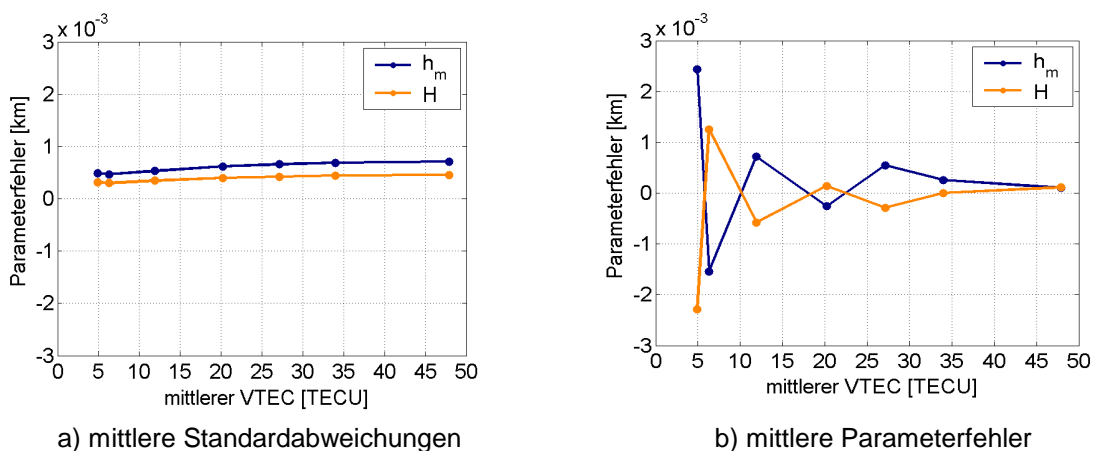 x 10⁻³
3
2
1
0
-1
-2
-3
Parameterfehler [km]
h_m
H
0 5 10 15 20 25 30 35 40 45 50
mittlerer VTEC [TECU]
a) mittlere Standardabweichungen
x 10⁻³
3
2
1
0
-1
-2
-3
Parameterfehler [km]
h_m
H
0 5 10 15 20 25 30 35 40 45 50
mittlerer VTEC [TECU]
b) mittlere Parameterfehler